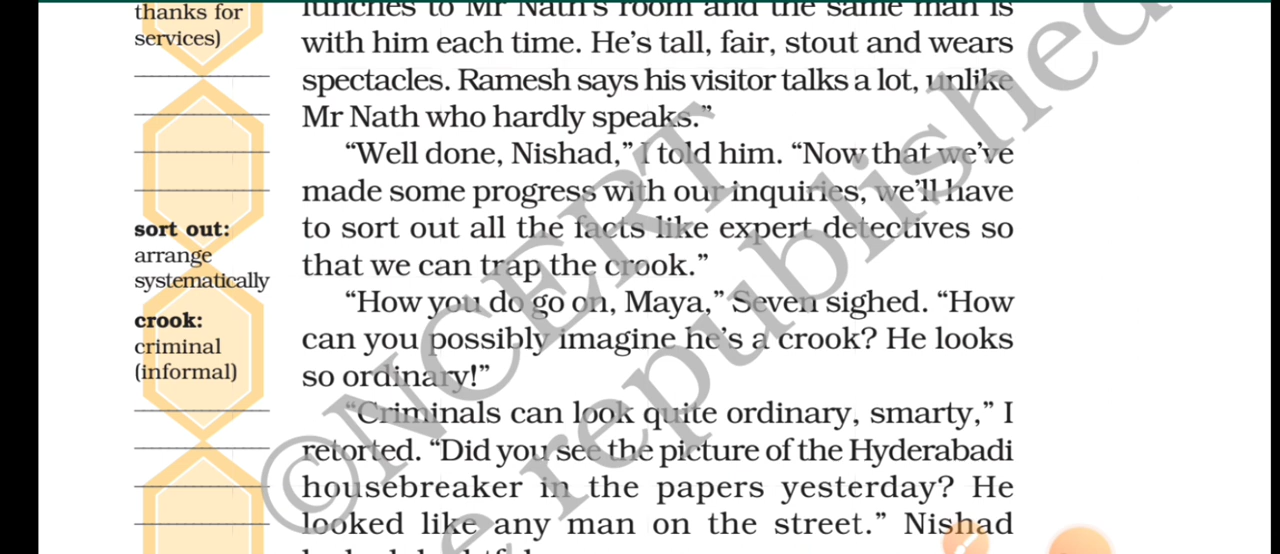 thanks for
services)
sort out:
arrange
systematically
crook:
criminal
(informal)
lunches to Mr Nath's room and the same man is
with him each time. He's tall, fair, stout and wears
spectacles. Ramesh says his visitor talks a lot, unlike
Mr Nath who hardly speaks.”
“Well done, Nishad,” I told him. “Now that we've
made some progress with our inquiries, we'll have
to sort out all the facts like expert detectives so
that we can trap the crook.”
“How you do go on, Maya,” Seven sighed. “How
can you possibly imagine he's a crook? He looks
so ordinary!”
“Criminals can look quite ordinary, smarty,” I
retorted. “Did you see the picture of the Hyderabadi
housebreaker in the papers yesterday? He
looked like any man on the street.” Nishad
©NCERT
republished